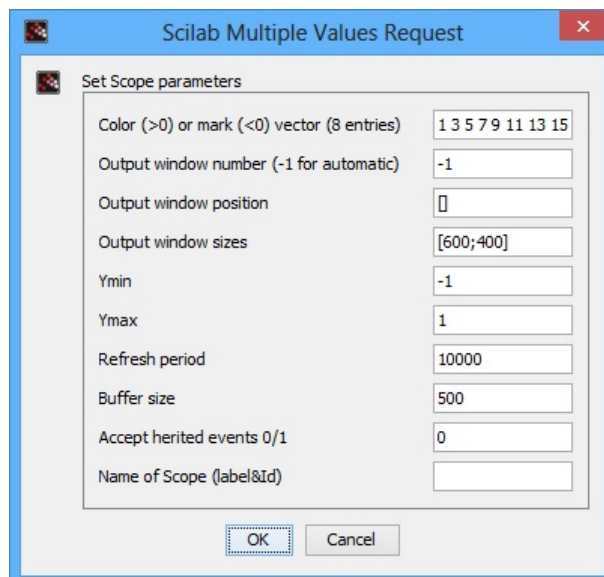 Scilab Multiple Values Request
Set Scope parameters
Color (>0) or mark (<0) vector (8 entries) 1 3 5 7 9 11 13 15
Output window number (-1 for automatic) -1
Output window position []
Output window sizes [600;400]
Ymin -1
Ymax 1
Refresh period 10000
Buffer size 500
Accept herited events 0/1 0
Name of Scope (label&Id)
OK Cancel